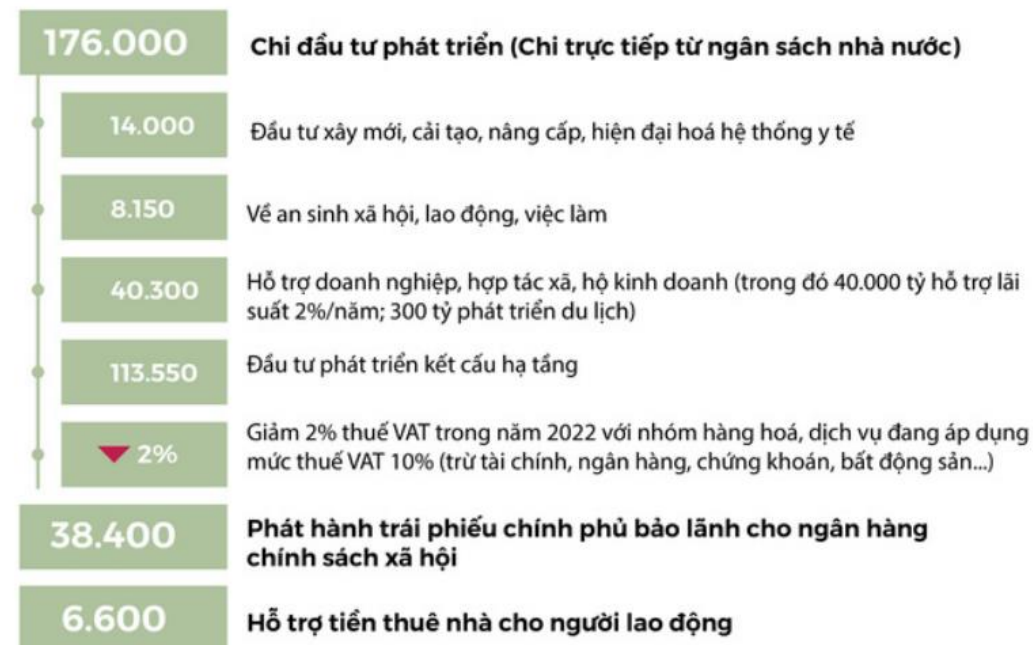 176.000
Chi đầu tư phát triển (Chi trực tiếp từ ngân sách nhà nước)
14.000
Đầu tư xây mới, cải tạo, nâng cấp, hiện đại hoá hệ thống y tế
8.150
Về an sinh xã hội, lao động, việc làm
40.300
Hỗ trợ doanh nghiệp, hợp tác xã, hộ kinh doanh (trong đó 40.000 tỷ hỗ trợ lãi
suất 2%/năm; 300 tỷ phát triển du lịch)
113.550
Đầu tư phát triển kết cấu hạ tầng
2%
Giảm 2% thuế VAT trong năm 2022 với nhóm hàng hoá, dịch vụ đang áp dụng
mức thuế VAT 10% (trừ tài chính, ngân hàng, chứng khoán, bất động sản...)
38.400
Phát hành trái phiếu chính phủ bảo lãnh cho ngân hàng
chính sách xã hội
6.600
Hỗ trợ tiền thuê nhà cho người lao động